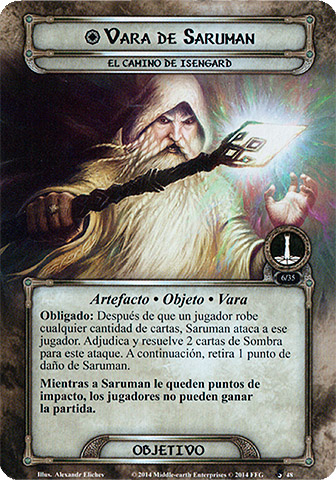 Vara de Saruman
El camino de Isengard
6/35
Artefacto • Objeto • Vara
Obligado: Después de que un jugador robe
cualquier cantidad de cartas, Saruman ataca a ese
jugador. Adjudica y resuelve 2 cartas de Sombra
para este ataque. A continuación, retira 1 punto
de daño de Saruman.
Mientras a Saruman le queden puntos de
impacto, los jugadores no pueden ganar
la partida.
Objetivo
Illus. Alexandr Elichev
©2014 Middle-earth Enterprises ©2014 FFG
48